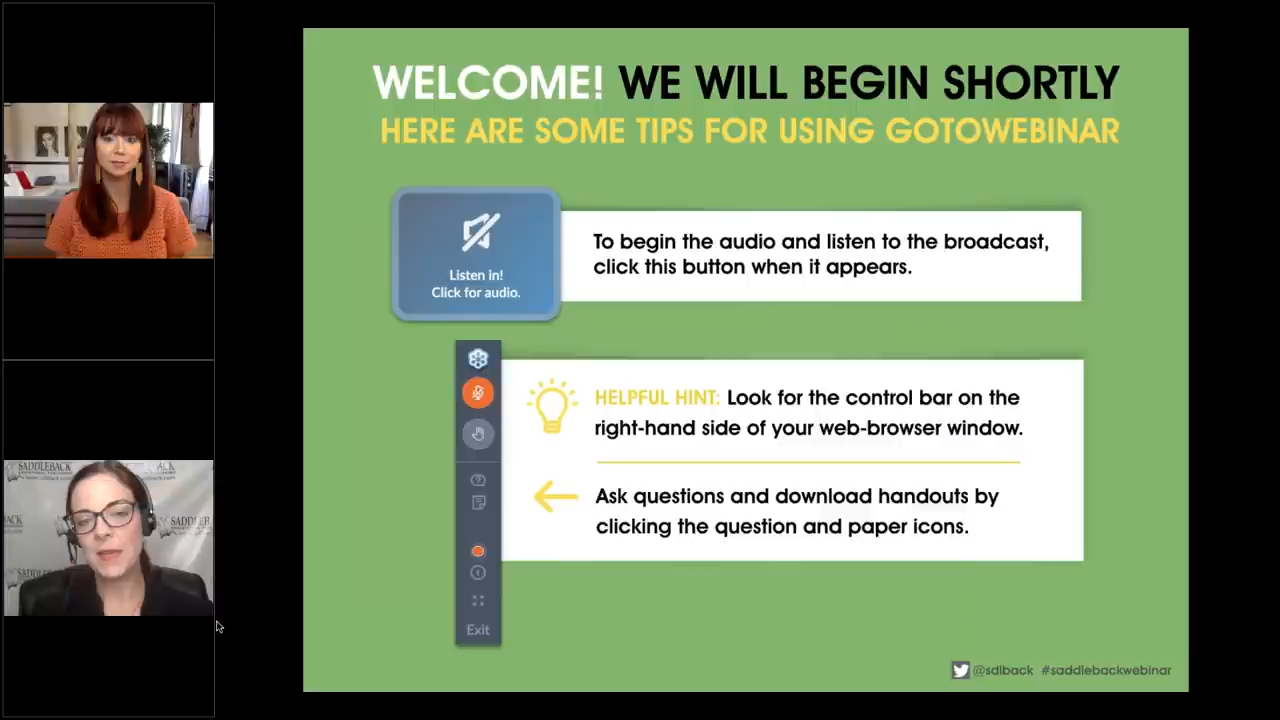 WELCOME! WE WILL BEGIN SHORTLY
HERE ARE SOME TIPS FOR USING GOTOWEBINAR
Listen in!
Click for audio.
To begin the audio and listen to the broadcast,
click this button when it appears.
HELPFUL HINT: Look for the control bar on the
right-hand side of your web-browser window.
Ask questions and download handouts by
clicking the question and paper icons.
Exit
@sdlback #saddlebackwebinar
SADDLEBACK